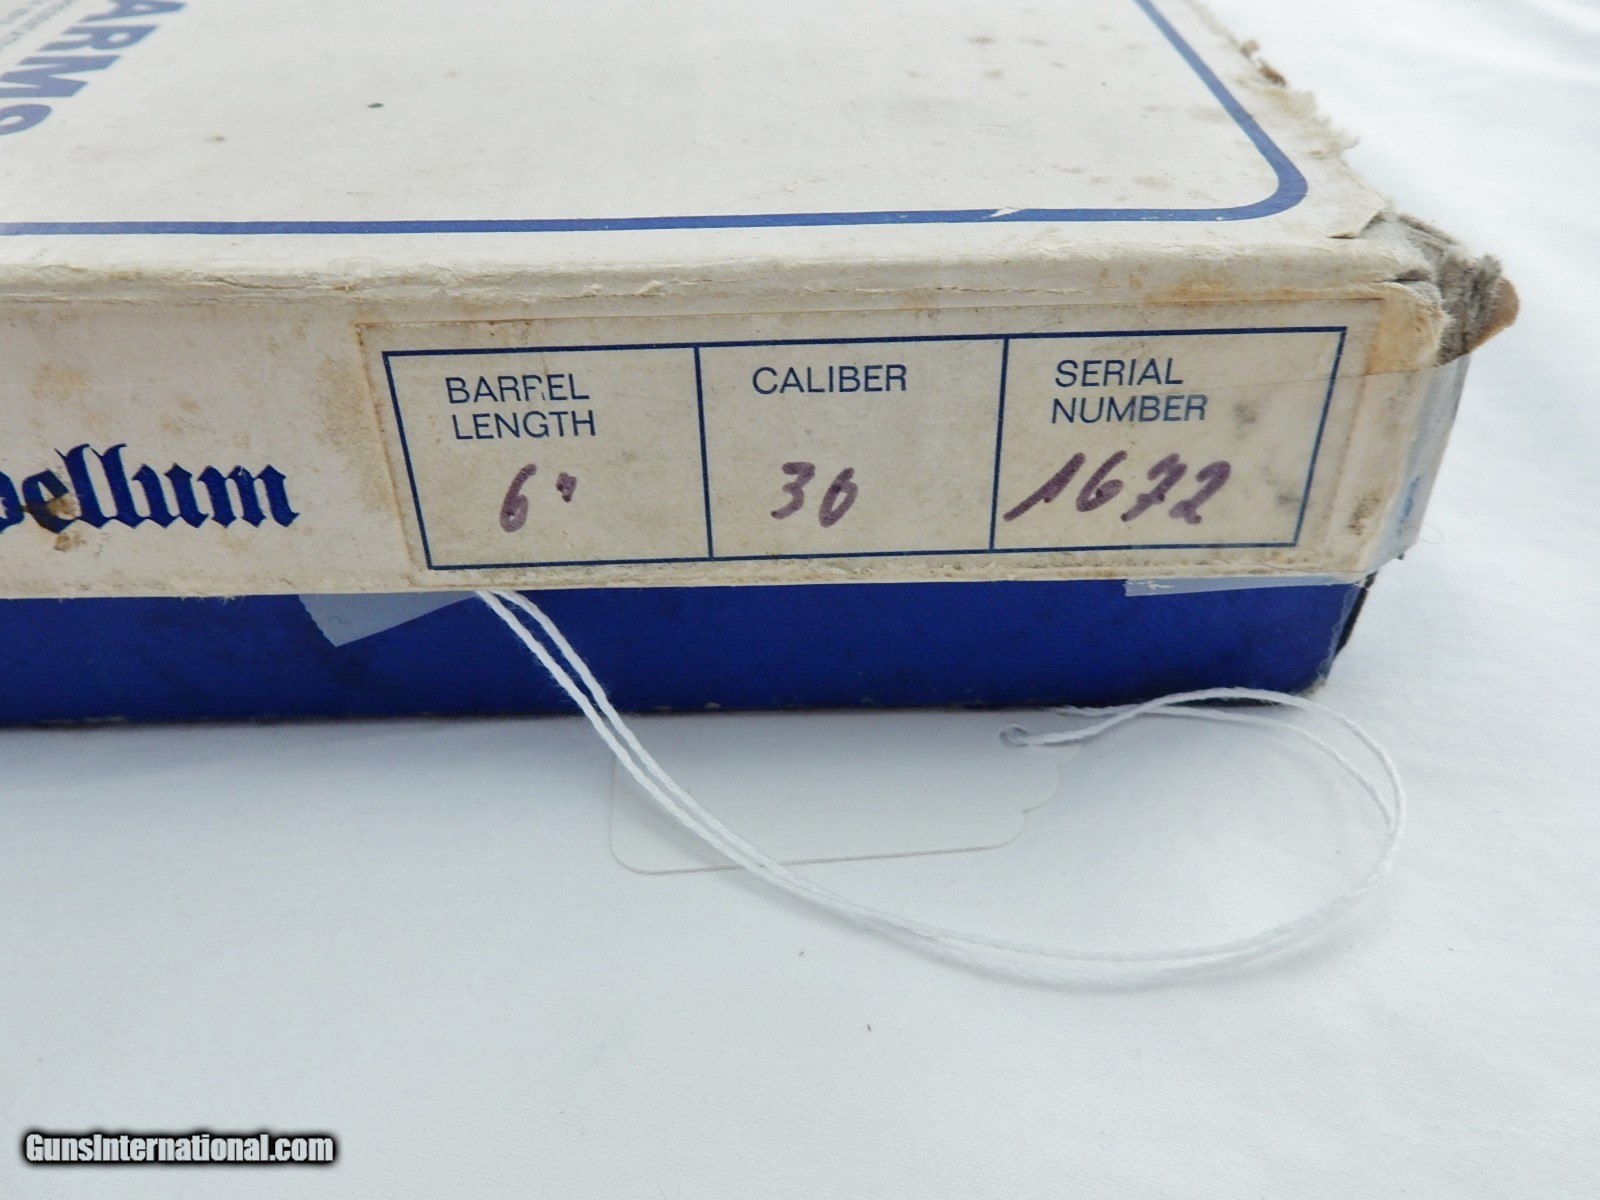 ARMS
bellum
BARREL
LENGTH
6"
CALIBER
30
SERIAL
NUMBER
1672
GunsInternational.com